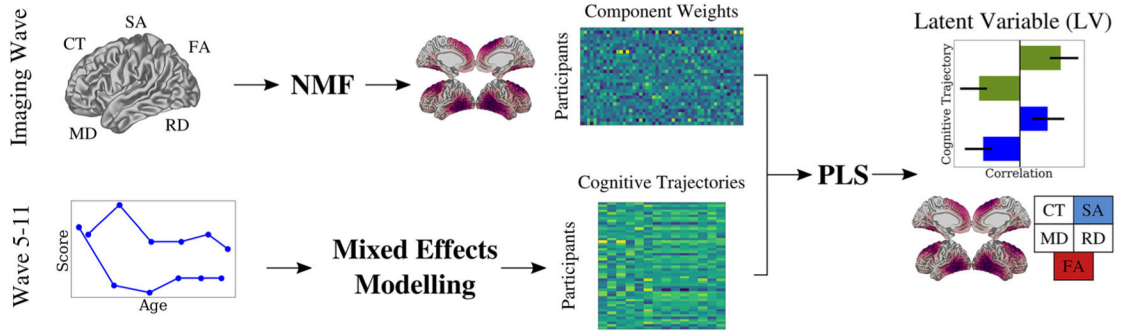 Imaging Wave
SA
CT
FA
MD
RD
NMF
Component Weights
Participants
Wave 5-11
Score
Age
Mixed Effects
Modelling
Cognitive Trajectories
Participants
PLS
Latent Variable (LV)
Cognitive Trajectory
Correlation
CT SA
MD RD
FA